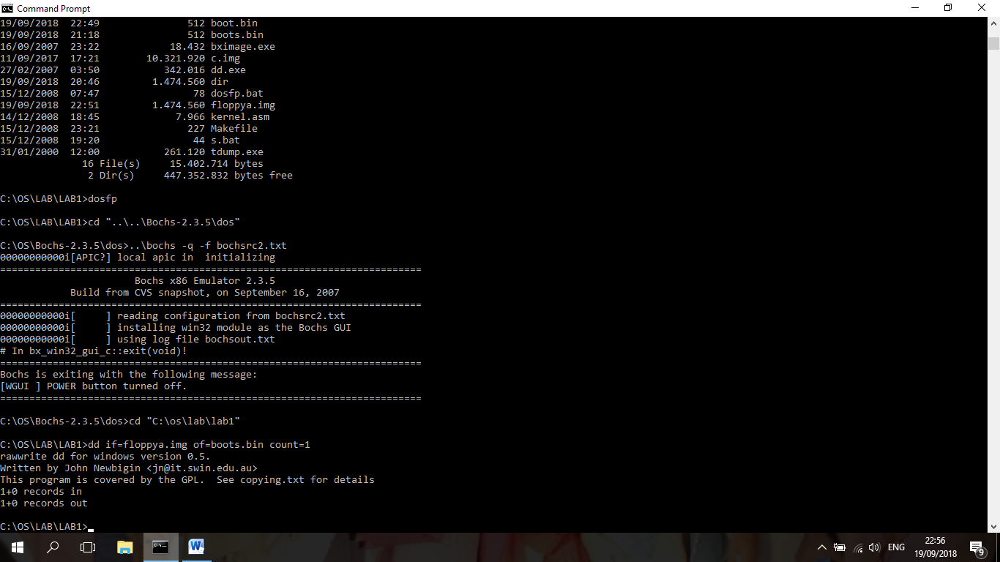 Command Prompt
19/09/2018  22:49               512 boot.bin
19/09/2018  21:18               512 boots.bin
16/09/2007  23:22            18.432 bximage.exe
11/09/2017  17:21        10.321.920 c.img
27/02/2007  03:50           342.016 dd.exe
19/09/2018  20:46         1.474.560 dir
15/12/2008  07:47                78 dosfp.bat
19/09/2018  22:51         1.474.560 floppya.img
14/12/2008  18:45             7.966 kernel.asm
15/12/2008  23:21               227 Makefile
15/12/2008  19:20                44 s.bat
31/01/2000  12:00           261.120 tdump.exe
              16 File(s)     15.402.714 bytes
               2 Dir(s)     447.352.832 bytes free
C:\OS\LAB\LAB1>dosfp
C:\OS\LAB\LAB1>cd "..\..\Bochs-2.3.5\dos"
C:\OS\Bochs-2.3.5\dos>..\bochs -q -f bochsrc2.txt
00000000000i[APIC?] local apic in  initializing
========================================================================
                       Bochs x86 Emulator 2.3.5
            Build from CVS snapshot, on September 16, 2007
========================================================================
00000000000i[     ] reading configuration from bochsrc2.txt
00000000000i[     ] installing win32 module as the Bochs GUI
00000000000i[     ] using log file bochsout.txt
# In bx_win32_gui_c::exit(void)!
========================================================================
Bochs is exiting with the following message:
[WGUI ] POWER button turned off.
========================================================================
C:\OS\Bochs-2.3.5\dos>cd "C:\os\lab\lab1"
C:\OS\LAB\LAB1>dd if=floppya.img of=boots.bin count=1
rawwrite dd for windows version 0.5.
Written by John Newbigin <jn@it.swin.edu.au>
This program is covered by the GPL.  See copying.txt for details
1+0 records in
1+0 records out
C:\OS\LAB\LAB1>
ENG
22:56
19/09/2018
9